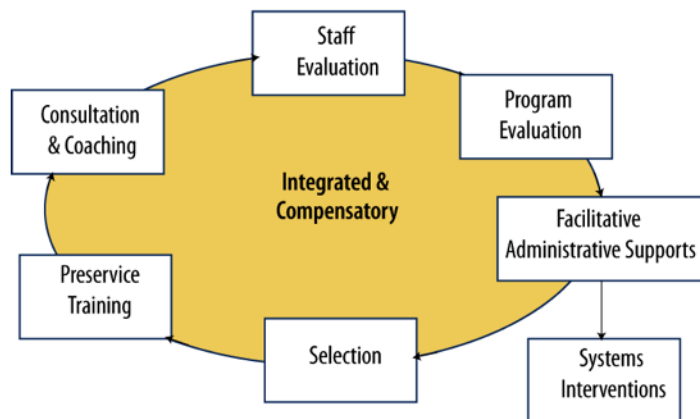 Staff
Evaluation
Program
Evaluation
Consultation
& Coaching
Integrated &
Compensatory
Facilitative
Administrative Supports
Preservice
Training
Selection
Systems
Interventions